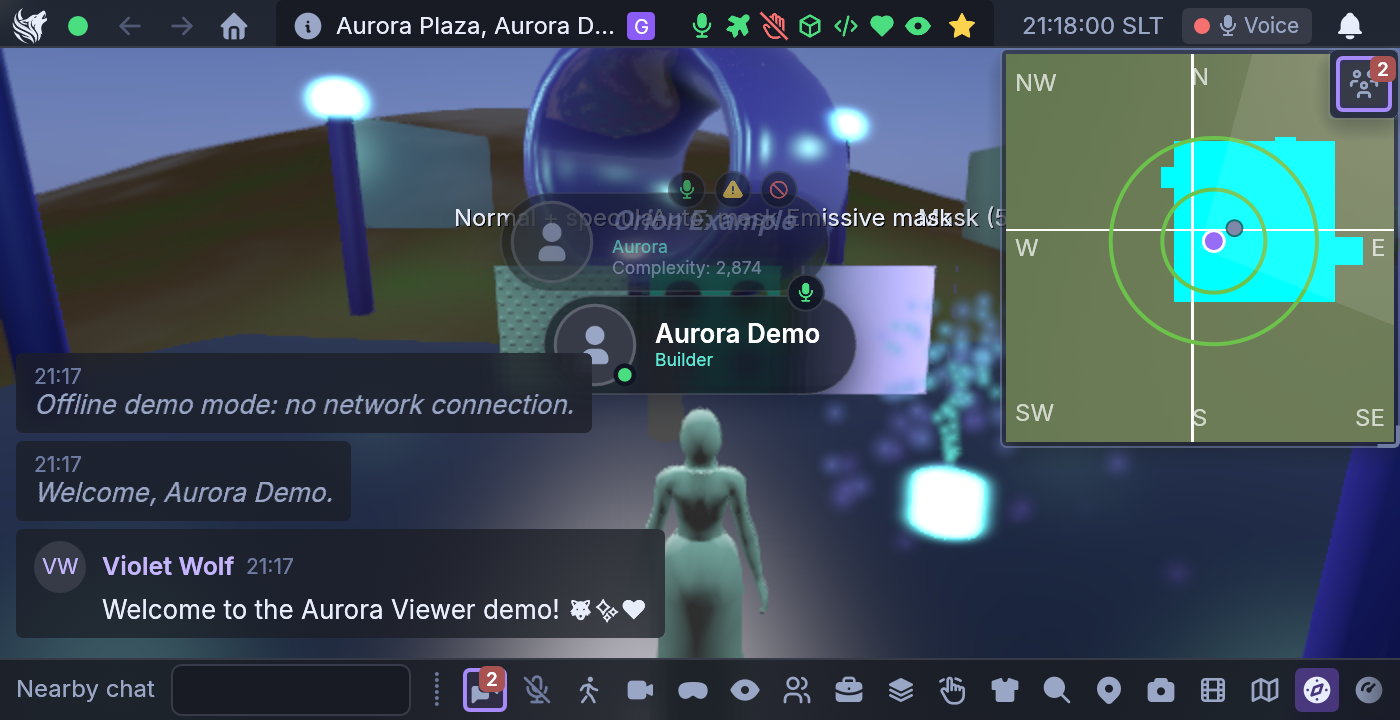 Aurora Plaza, Aurora D...
G
21:18:00 SLT
Voice
2
NW
N
W
E
SW
S
SE
Orion Example
Aurora
Complexity: 2,874
Aurora Demo
Builder
21:17
Offline demo mode: no network connection.
21:17
Welcome, Aurora Demo.
VW
Violet Wolf 21:17
Welcome to the Aurora Viewer demo!
Nearby chat
2